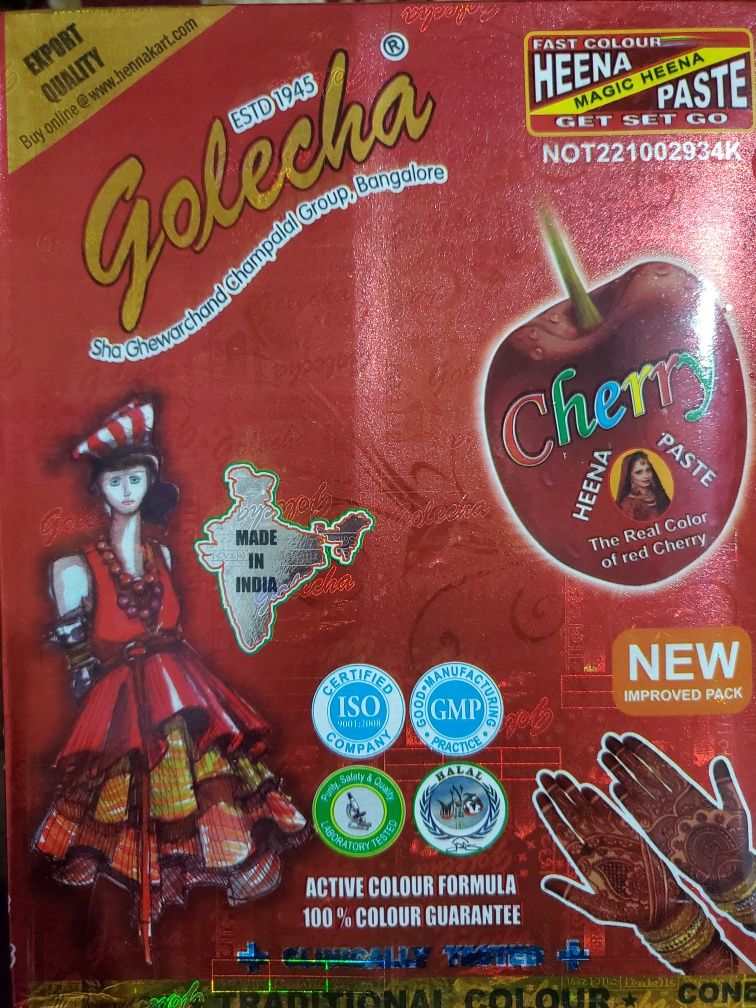 EXPORT
QUALITY
Buy online @ www.hennakart.com
ESTD 1945
®
Golecha
Sha Ghewarchand Champalal Group, Bangalore
FAST COLOUR
HEENA
MAGIC HEENA
PASTE
GET SET GO
NOT221002934K
Cherry
HEENA
PASTE
The Real Color
of red Cherry
MADE
IN
INDIA
NEW
IMPROVED PACK
CERTIFIED
ISO
9001:2008
COMPANY
GOOD • MANUFACTURING
GMP
• PRACTICE •
Purity, Safety & Quality
LABORATORY TESTED
HALAL
ACTIVE COLOUR FORMULA
100 % COLOUR GUARANTEE
CLINICALLY TESTED
TRADITIONAL COLOUR